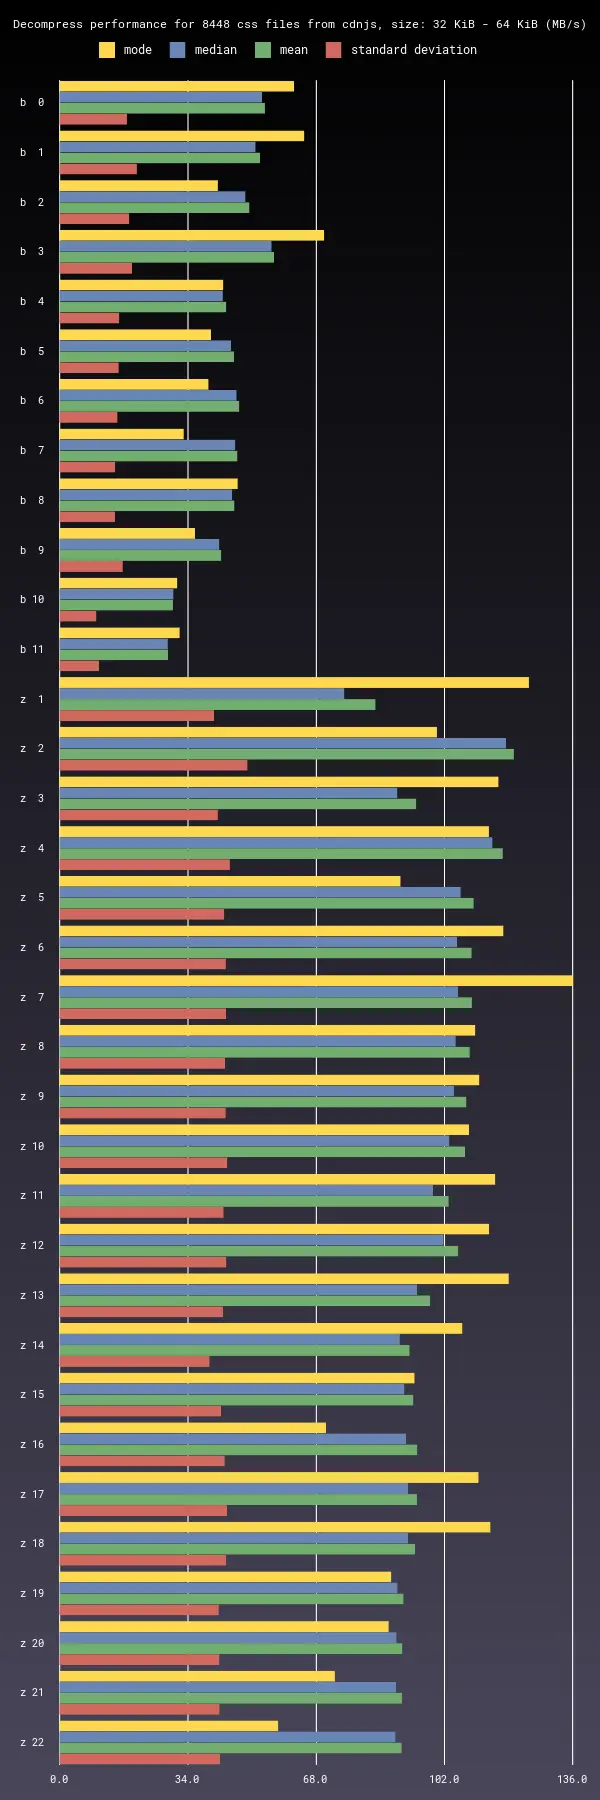 Decompress performance for 8448 css files from cdnjs, size: 32 KiB - 64 KiB (MB/s)
mode median mean standard deviation
b 0
b 1
b 2
b 3
b 4
b 5
b 6
b 7
b 8
b 9
b 10
b 11
z 1
z 2
z 3
z 4
z 5
z 6
z 7
z 8
z 9
z 10
z 11
z 12
z 13
z 14
z 15
z 16
z 17
z 18
z 19
z 20
z 21
z 22
0.0 34.0 68.0 102.0 136.0